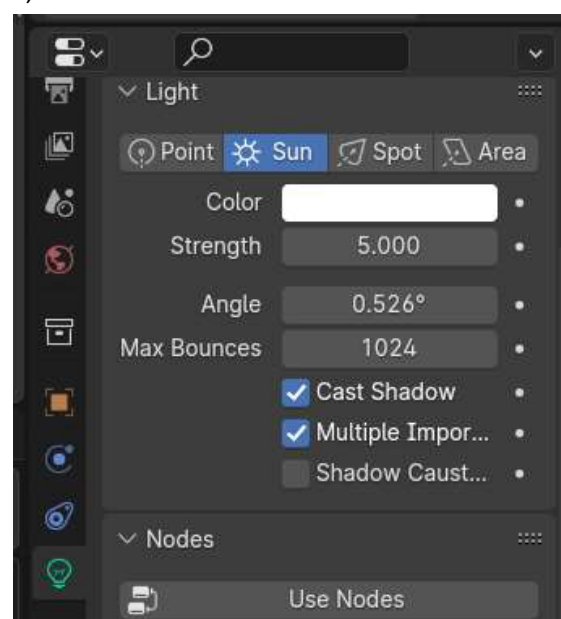 Light
Point Sun Spot Area
Color
Strength 5.000
Angle 0.526°
Max Bounces 1024
Cast Shadow
Multiple Impor...
Shadow Caust...
Nodes
Use Nodes